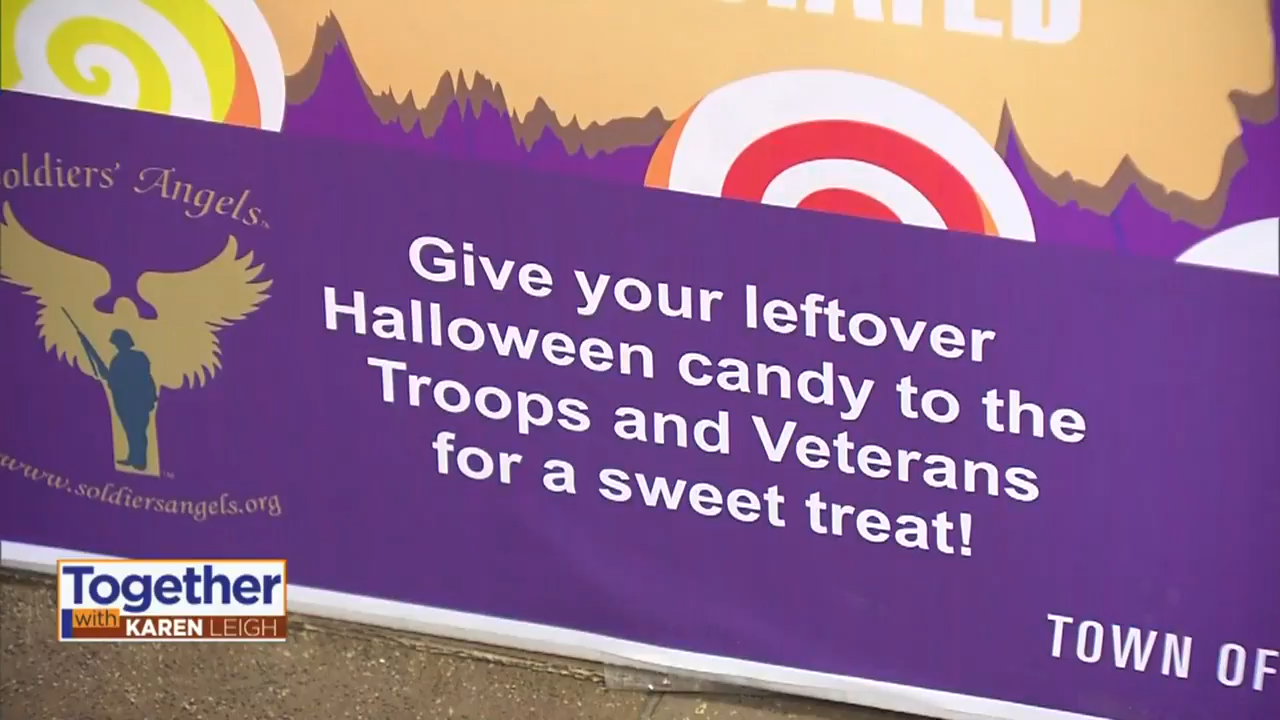 Soldiers' Angels
Give your leftover
Halloween candy to the
Troops and Veterans
for a sweet treat!
www.soldiersangels.org
TOWN OF
Together
with KAREN LEIGH